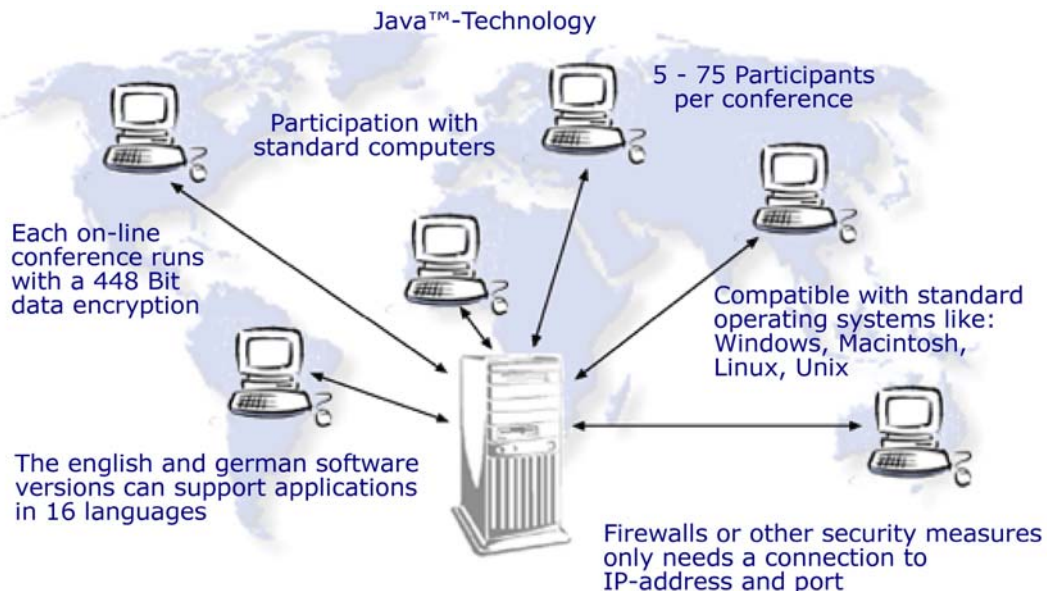 Java™-Technology
5 - 75 Participants
per conference
Participation with
standard computers
Each on-line
conference runs
with a 448 Bit
data encryption
Compatible with standard
operating systems like:
Windows, Macintosh,
Linux, Unix
The english and german software
versions can support applications
in 16 languages
Firewalls or other security measures
only needs a connection to
IP-address and port